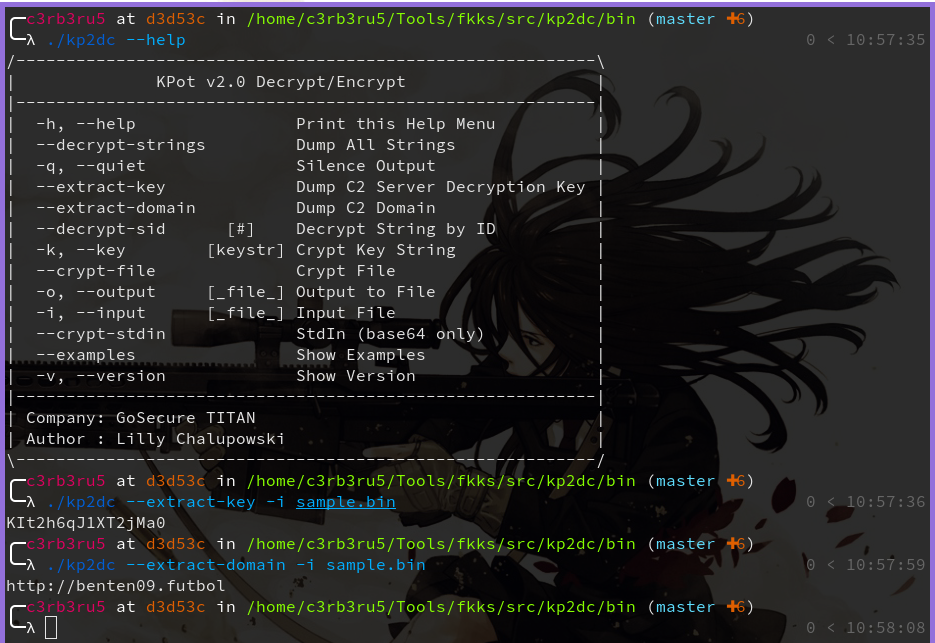 c3rb3ru5 at d3d53c in /home/c3rb3ru5/Tools/fkks/src/kp2dc/bin (master ✚6)
λ ./kp2dc --help 0 < 10:57:35
/----------------------------------------------------------\
| KPot v2.0 Decrypt/Encrypt |
|----------------------------------------------------------|
| -h, --help Print this Help Menu |
| --decrypt-strings Dump All Strings |
| -q, --quiet Silence Output |
| --extract-key Dump C2 Server Decryption Key |
| --extract-domain Dump C2 Domain |
| --decrypt-sid [#] Decrypt String by ID |
| -k, --key [keystr] Crypt Key String |
| --crypt-file Crypt File |
| -o, --output [_file_] Output to File |
| -i, --input [_file_] Input File |
| --crypt-stdin StdIn (base64 only) |
| --examples Show Examples |
| -v, --version Show Version |
|----------------------------------------------------------|
| Company: GoSecure TITAN |
| Author : Lilly Chalupowski |
\----------------------------------------------------------/
c3rb3ru5 at d3d53c in /home/c3rb3ru5/Tools/fkks/src/kp2dc/bin (master ✚6)
λ ./kp2dc --extract-key -i sample.bin 0 < 10:57:36
KIt2h6qJ1XT2jMa0
c3rb3ru5 at d3d53c in /home/c3rb3ru5/Tools/fkks/src/kp2dc/bin (master ✚6)
λ ./kp2dc --extract-domain -i sample.bin 0 < 10:57:59
http://benten09.futbol
c3rb3ru5 at d3d53c in /home/c3rb3ru5/Tools/fkks/src/kp2dc/bin (master ✚6)
λ 0 < 10:58:08